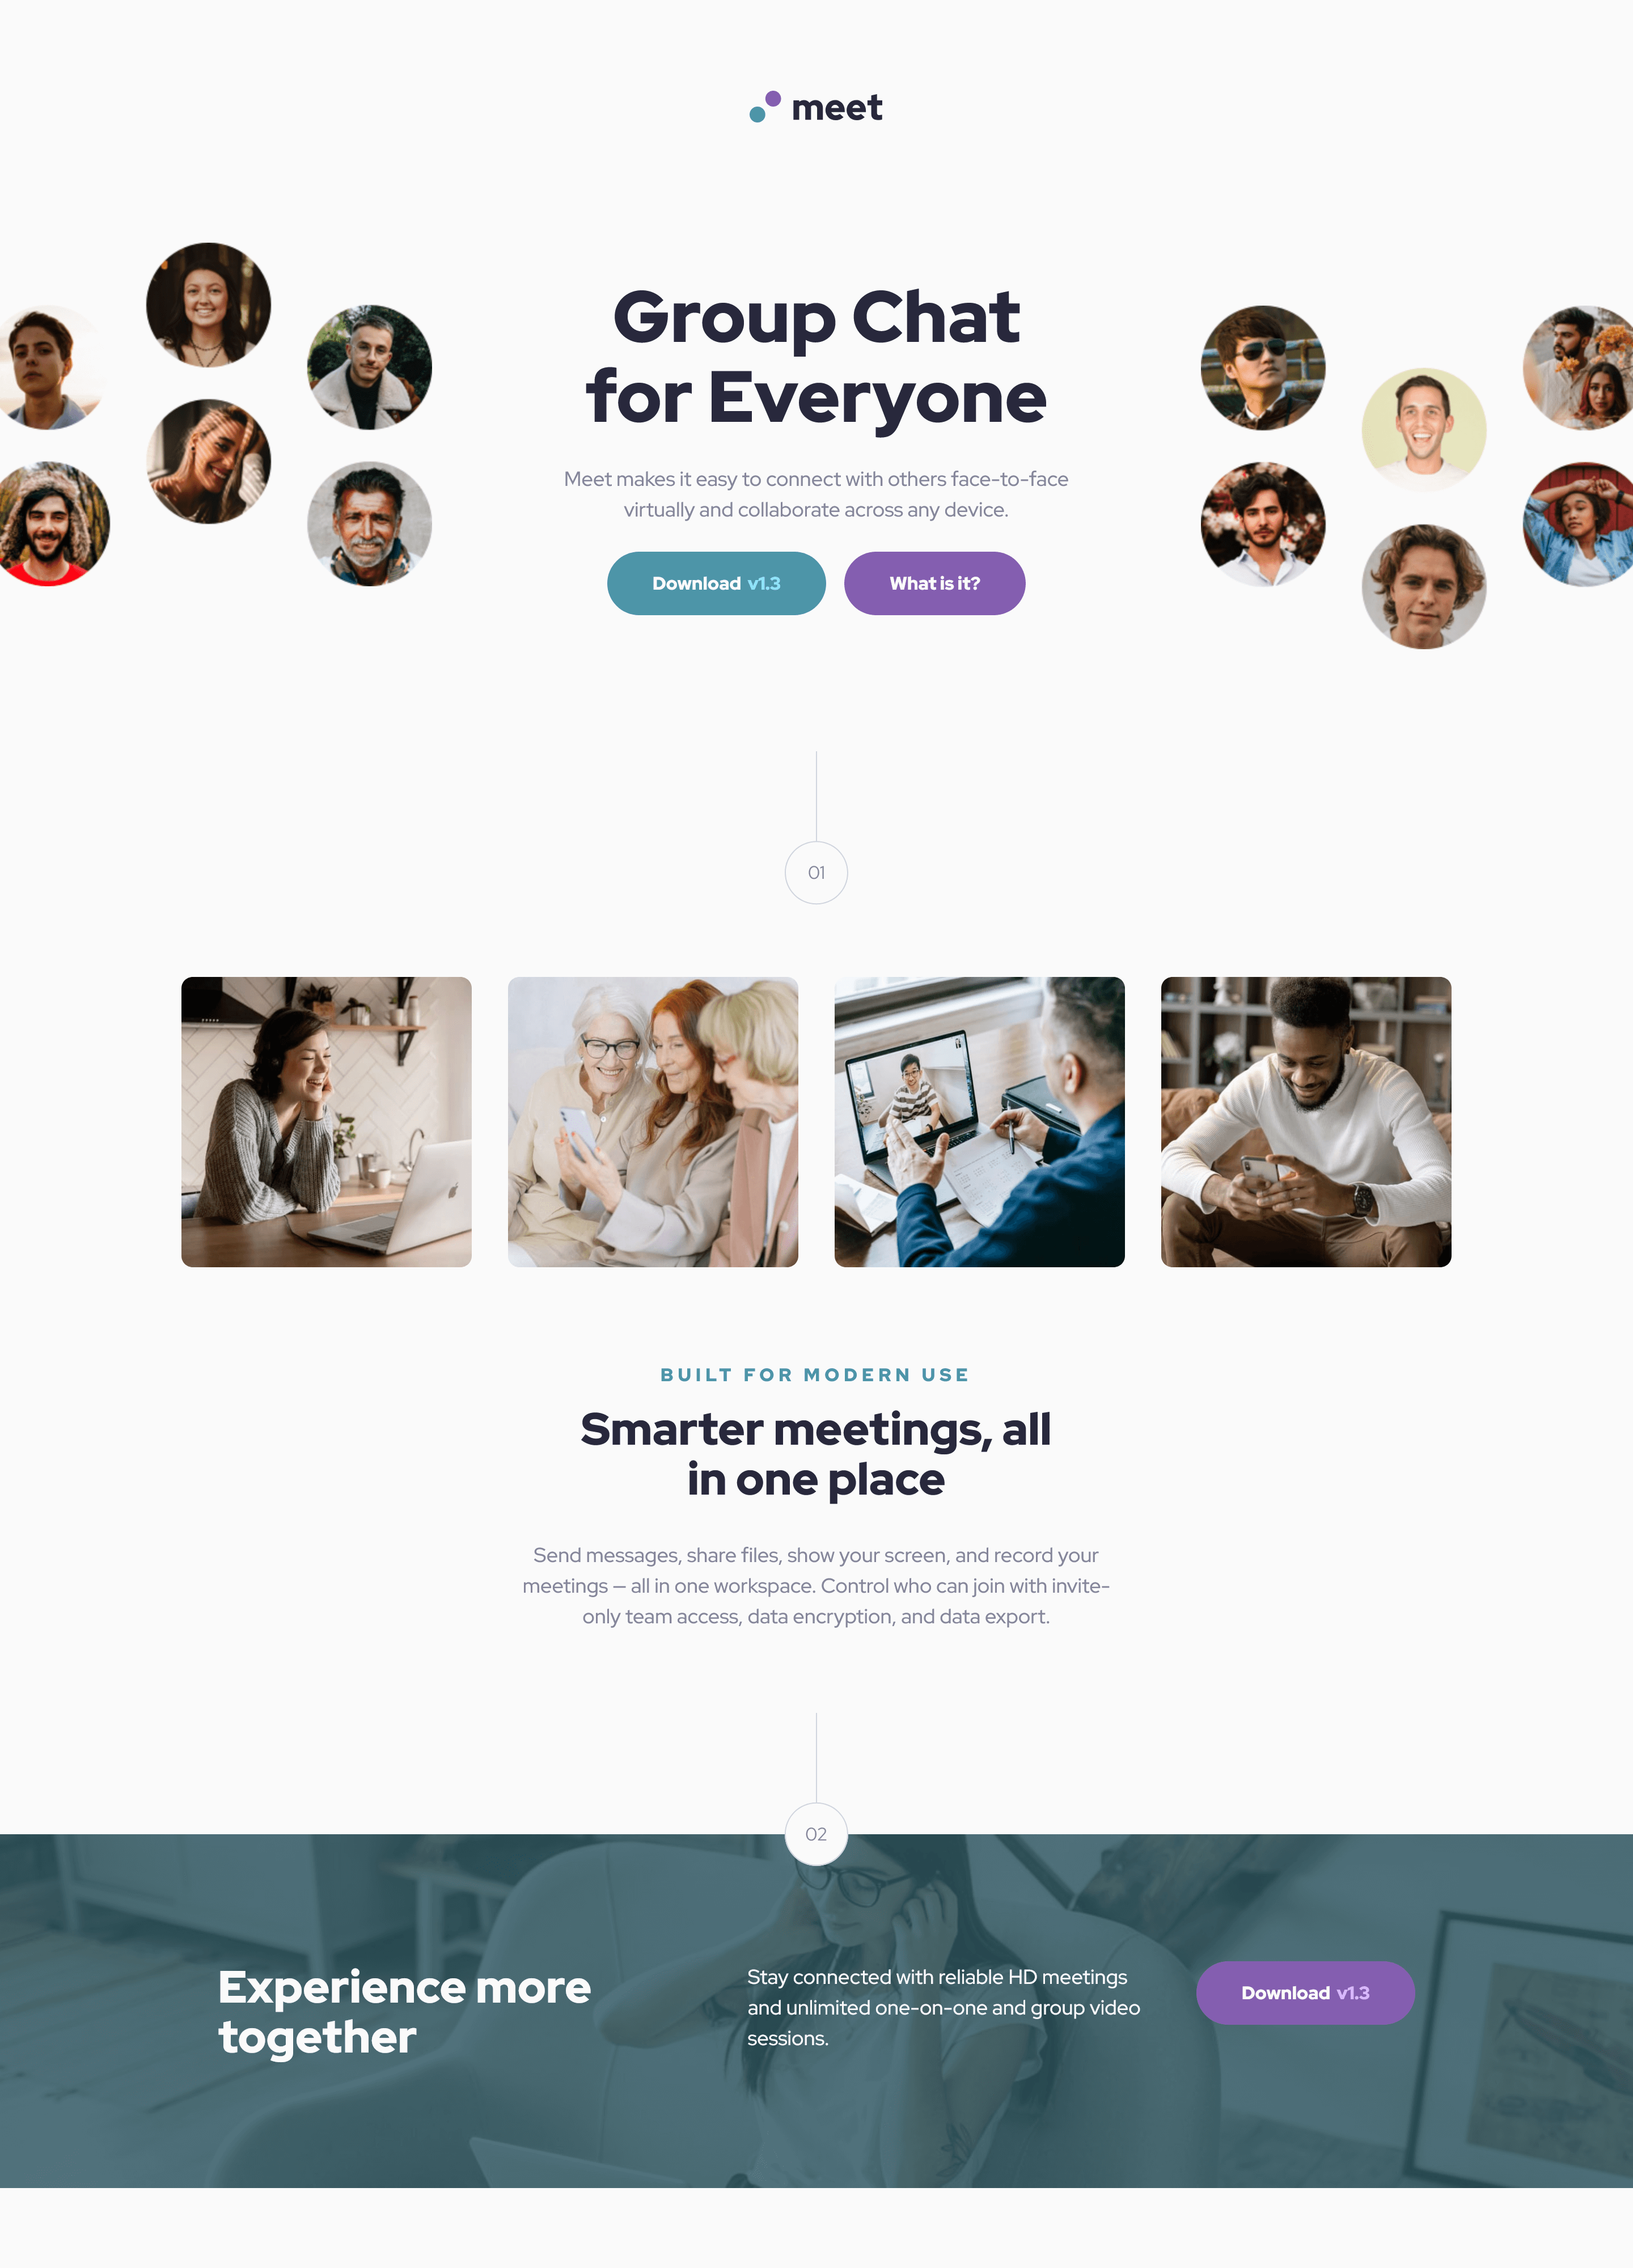 meet
Group Chat
for Everyone
Meet makes it easy to connect with others face-to-face
virtually and collaborate across any device.
Download v1.3
What is it?
01
BUILT FOR MODERN USE
Smarter meetings, all
in one place
Send messages, share files, show your screen, and record your
meetings — all in one workspace. Control who can join with invite-
only team access, data encryption, and data export.
02
Experience more
together
Stay connected with reliable HD meetings
and unlimited one-on-one and group video
sessions.
Download v1.3